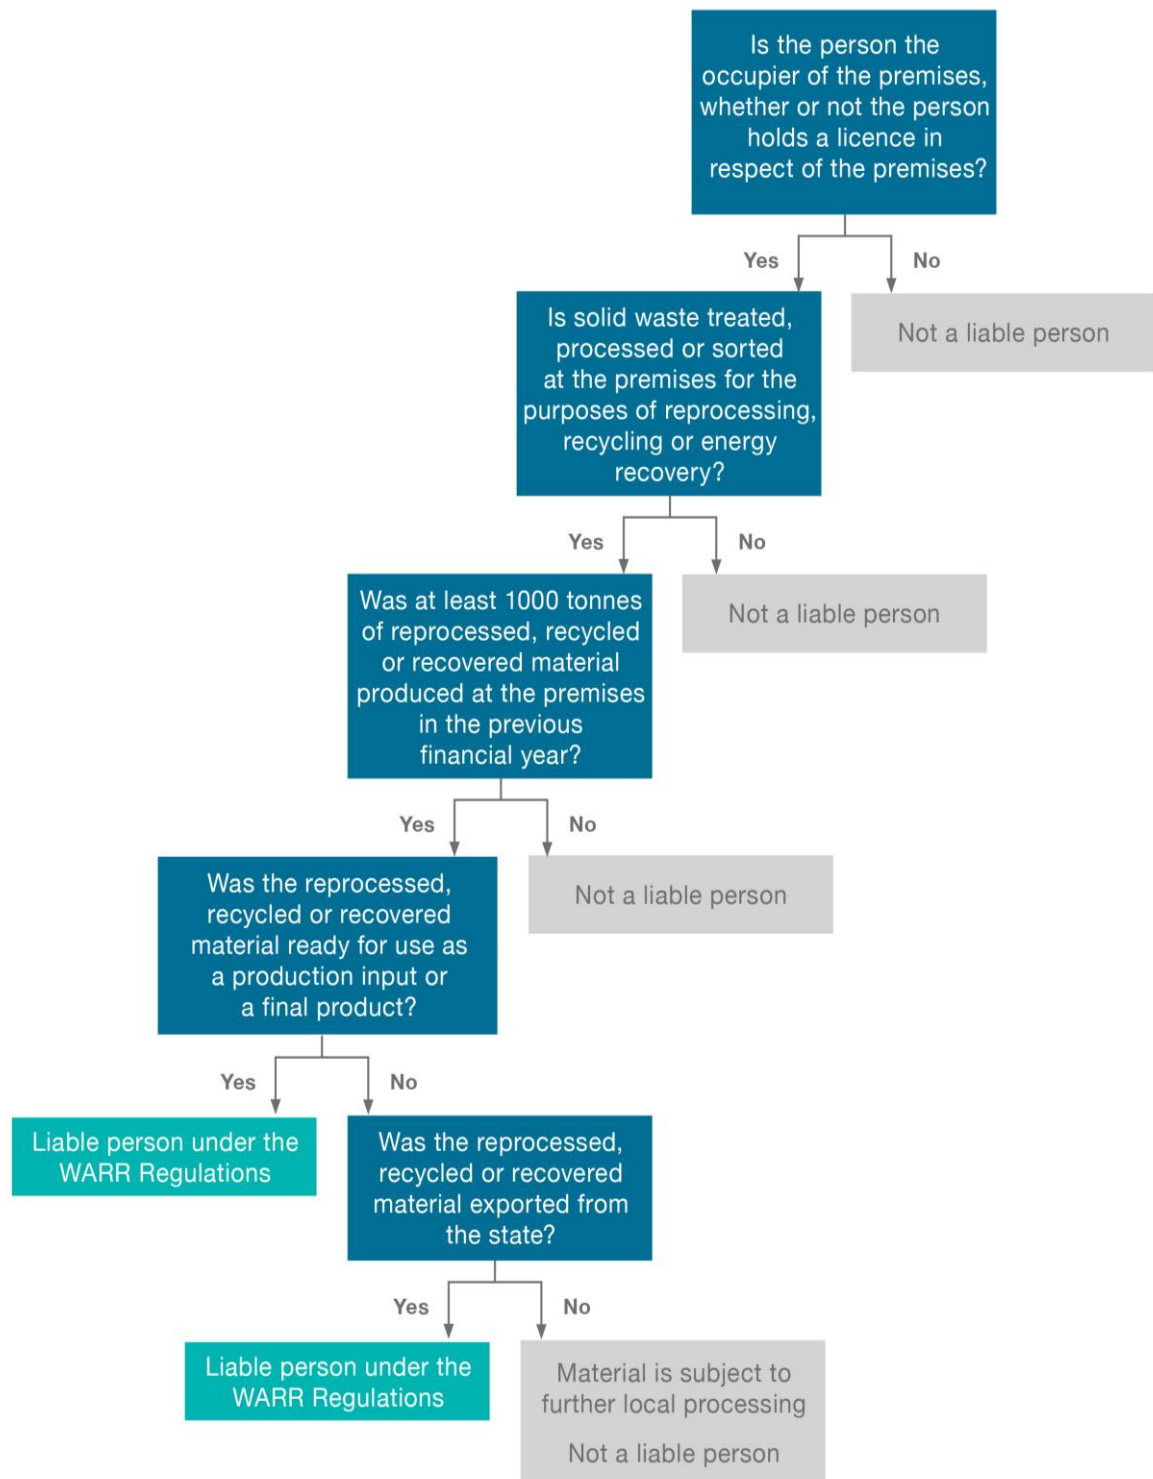 Is the person the
occupier of the premises,
whether or not the person
holds a licence in
respect of the premises?
Yes
No
Is solid waste treated,
processed or sorted
at the premises for the
purposes of reprocessing,
recycling or energy
recovery?
Not a liable person
Yes
No
Was at least 1000 tonnes
of reprocessed, recycled
or recovered material
produced at the premises
in the previous
financial year?
Not a liable person
Yes
No
Was the reprocessed,
recycled or recovered
material ready for use as
a production input or
a final product?
Not a liable person
Yes
No
Liable person under the
WARR Regulations
Was the reprocessed,
recycled or recovered
material exported from
the state?
Yes
No
Liable person under the
WARR Regulations
Material is subject to
further local processing
Not a liable person